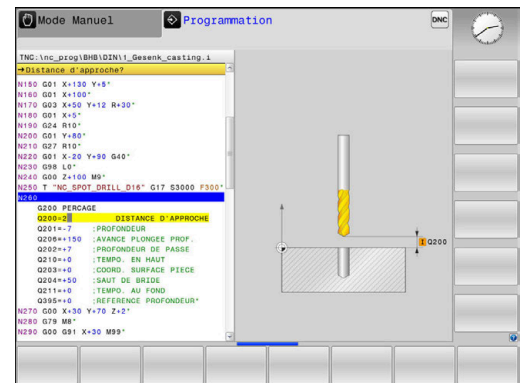 Mode Manuel
Programmation
DNC
TNC:\nc_prog\BHB\DIN\1_Gesenk_casting.i
→Distance d'approche?
N150 G01 X+130 Y+5*
N160 G01 X+100*
N170 G03 X+50 Y+12 R+30*
N180 G01 X+5*
N190 G24 R10*
N200 G01 Y+80*
N210 G27 R10*
N220 G01 X-20 Y+90 G40*
N230 G98 L0*
N240 G00 Z+100 M9*
N250 T "NC_SPOT_DRILL_D16" G17 S3000 F300*
N260
G200 PERCAGE
Q200=2 DISTANCE D'APPROCHE
Q201=-7 ;PROFONDEUR
Q206=+150 ;AVANCE PLONGEE PROF.
Q202=+7 ;PROFONDEUR DE PASSE
Q210=+0 ;TEMPO. EN HAUT
Q203=+0 ;COORD. SURFACE PIECE
Q204=+50 ;SAUT DE BRIDE
Q211=+0 ;TEMPO. AU FOND
Q395=+0 ;REFERENCE PROFONDEUR*
N270 G00 X+30 Y+70 Z+2*
N280 G79 M8*
N290 G00 G91 X+30 M99*
Q200